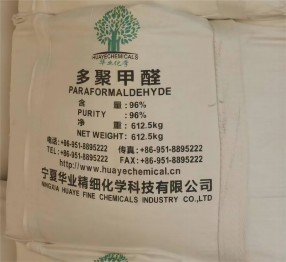 HUAYECHEMICALS
华业化学
多聚甲醛
PARAFORMALDEHYDE
含 量: 96%
PURITY : 96%
净 重: 612.5kg
NET WEIGHT: 612.5kg
电话:+86-951-8895222 传真:+86-951-8895222
TEL:+86-951-8895222 FAX:+86-951-8895222
http://www.huayechemical.cn
宁夏华业精细化学科技有限公司
NINGXIA HUAYE FINE CHEMICALS INDUSTRY CO.,LTD